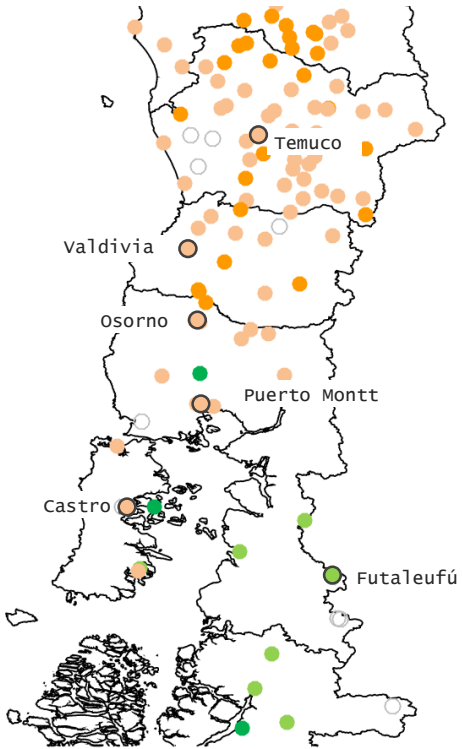 Temuco
Valdivia
Osorno
Puerto Montt
Castro
Futaleufú